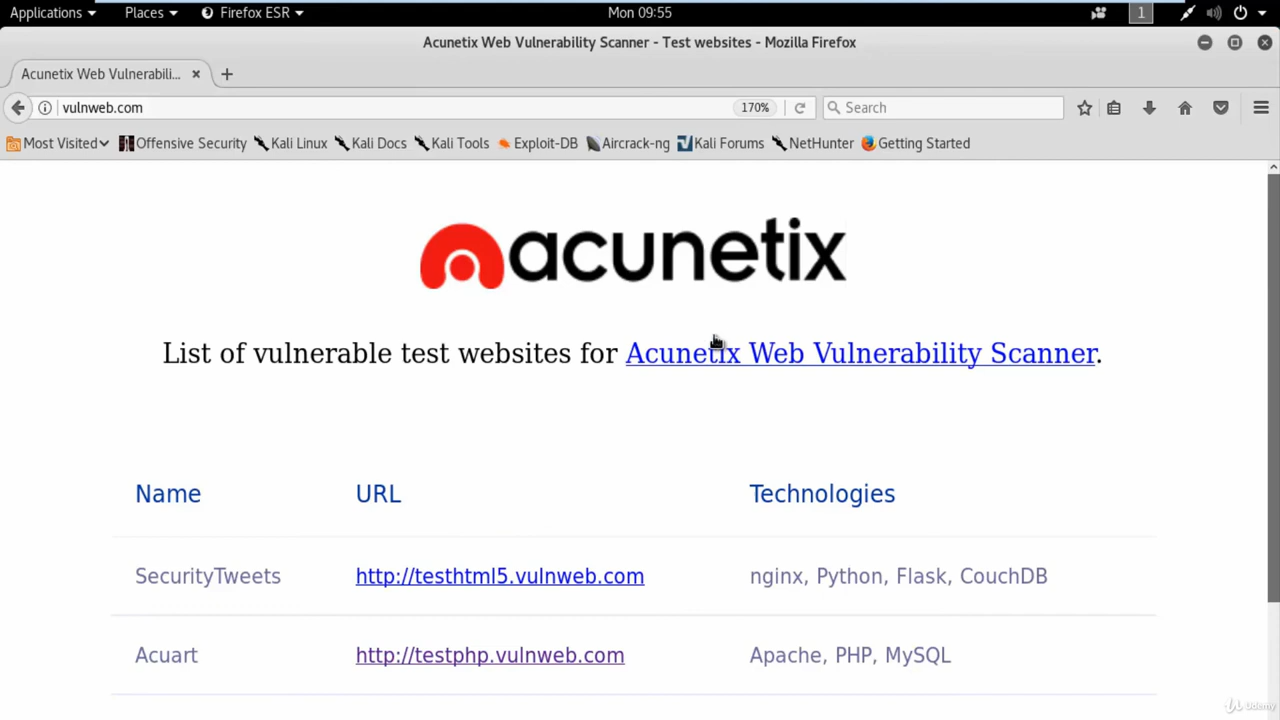 Applications Places Firefox ESR Mon 09:55 1
Acunetix Web Vulnerability Scanner - Test websites - Mozilla Firefox
Acunetix Web Vulnerabili...
vulnweb.com 170% Search
Most Visited Offensive Security Kali Linux Kali Docs Kali Tools Exploit-DB Aircrack-ng Kali Forums NetHunter Getting Started
acunetix
List of vulnerable test websites for Acunetix Web Vulnerability Scanner.
Name URL Technologies
SecurityTweets http://testhtml5.vulnweb.com nginx, Python, Flask, CouchDB
Acuart http://testphp.vulnweb.com Apache, PHP, MySQL
Udemy